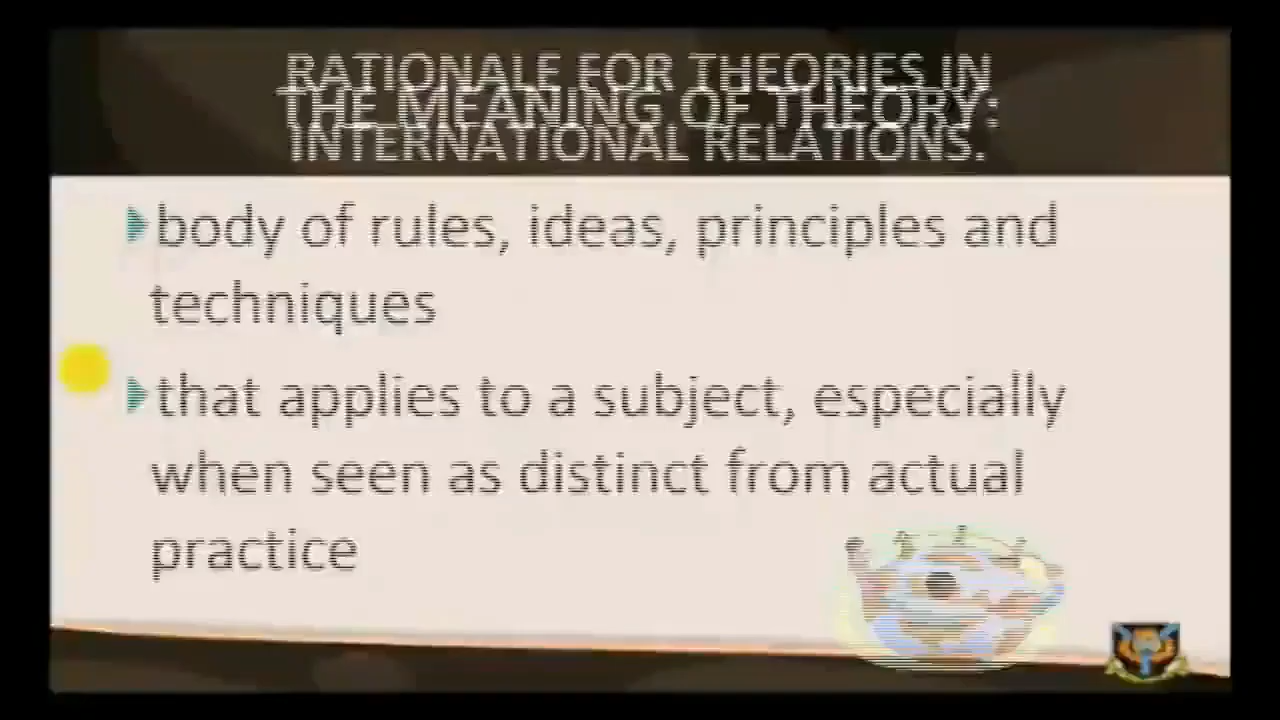 RATIONALE FOR THEORIES IN
THE MEANING OF THEORY:
INTERNATIONAL RELATIONS.
body of rules, ideas, principles and
techniques
that applies to a subject, especially
when seen as distinct from actual
practice